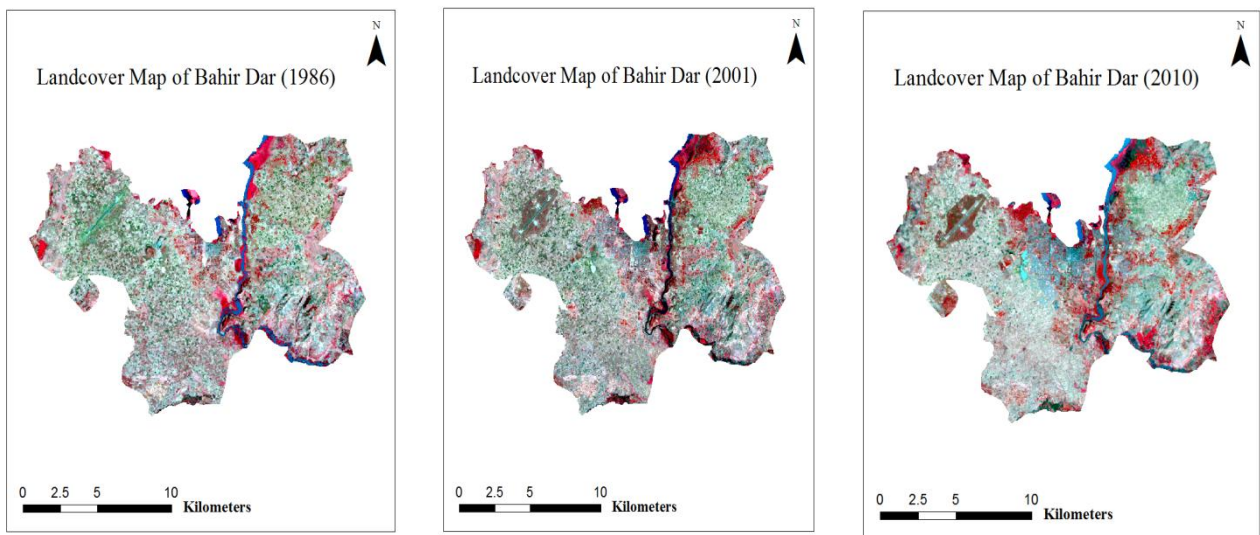 N
Landcover Map of Bahir Dar (1986)
0 2.5 5 10
Kilometers
N
Landcover Map of Bahir Dar (2001)
0 2.5 5 10
Kilometers
N
Landcover Map of Bahir Dar (2010)
0 2.5 5 10
Kilometers